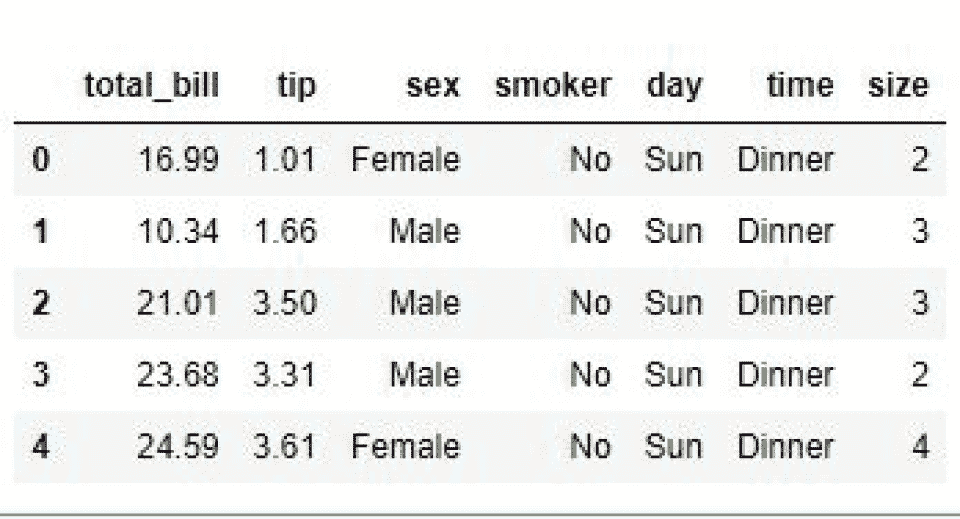 total_bill tip sex smoker day time size
0 16.99 1.01 Female No Sun Dinner 2
1 10.34 1.66 Male No Sun Dinner 3
2 21.01 3.50 Male No Sun Dinner 3
3 23.68 3.31 Male No Sun Dinner 2
4 24.59 3.61 Female No Sun Dinner 4